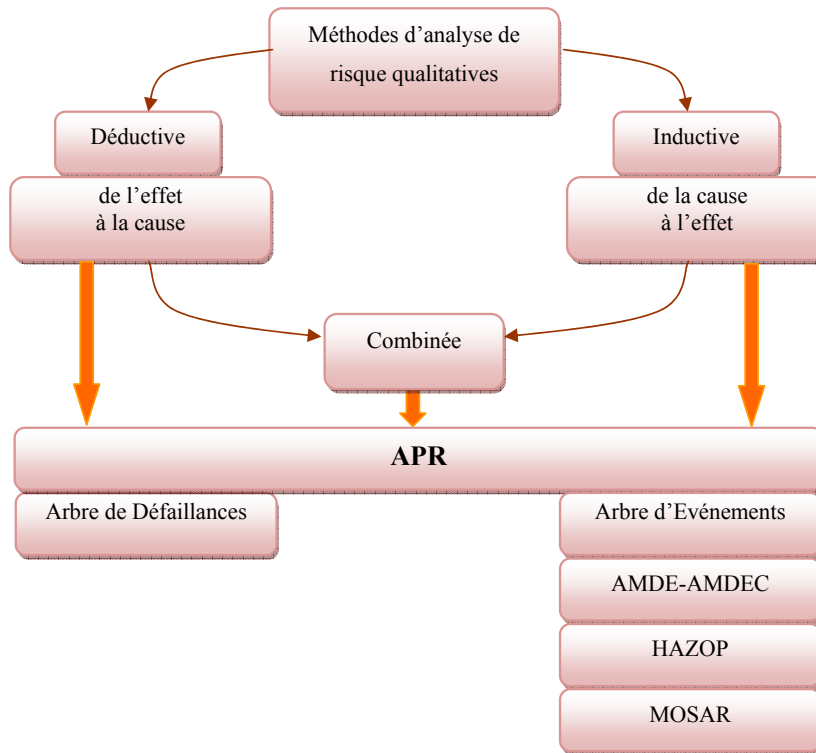 Méthodes d’analyse de
risque qualitatives
Déductive
Inductive
de l’effet
à la cause
de la cause
à l’effet
Combinée
APR
Arbre de Défaillances
Arbre d’Evénements
AMDE-AMDEC
HAZOP
MOSAR